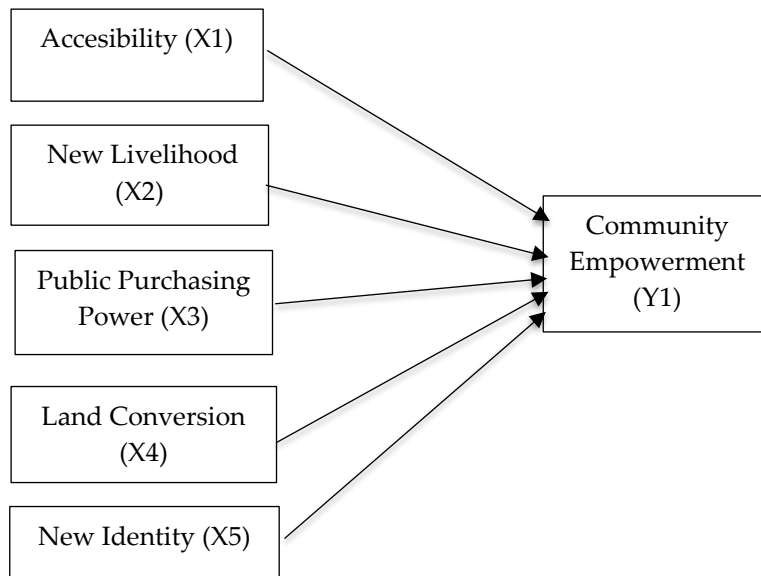 Accesibility (X1)
New Livelihood
(X2)
Public Purchasing
Power (X3)
Land Conversion
(X4)
New Identity (X5)
Community
Empowerment
(Y1)